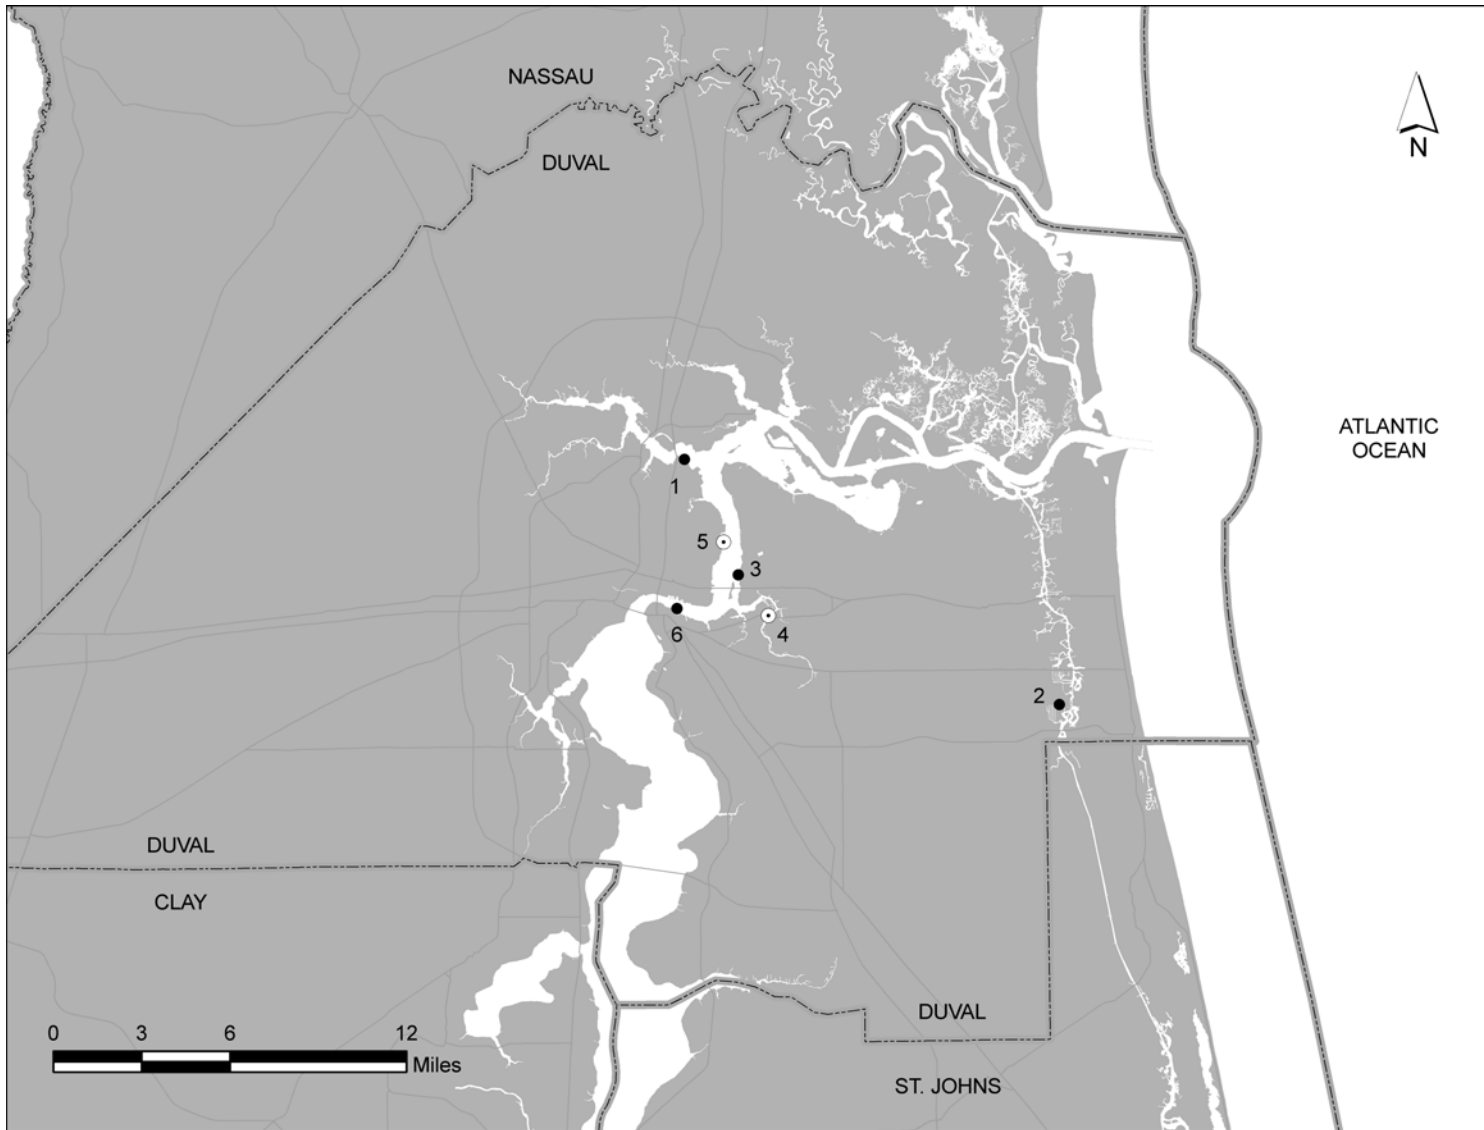 NASSAU
DUVAL
N
ATLANTIC
OCEAN
1
5
3
6
4
2
DUVAL
CLAY
DUVAL
0 3 6 12
Miles
ST. JOHNS